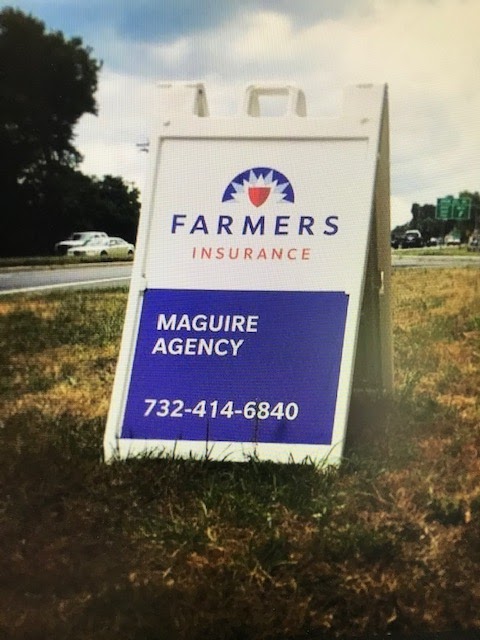 FARMERS
INSURANCE
MAGUIRE
AGENCY
732-414-6840